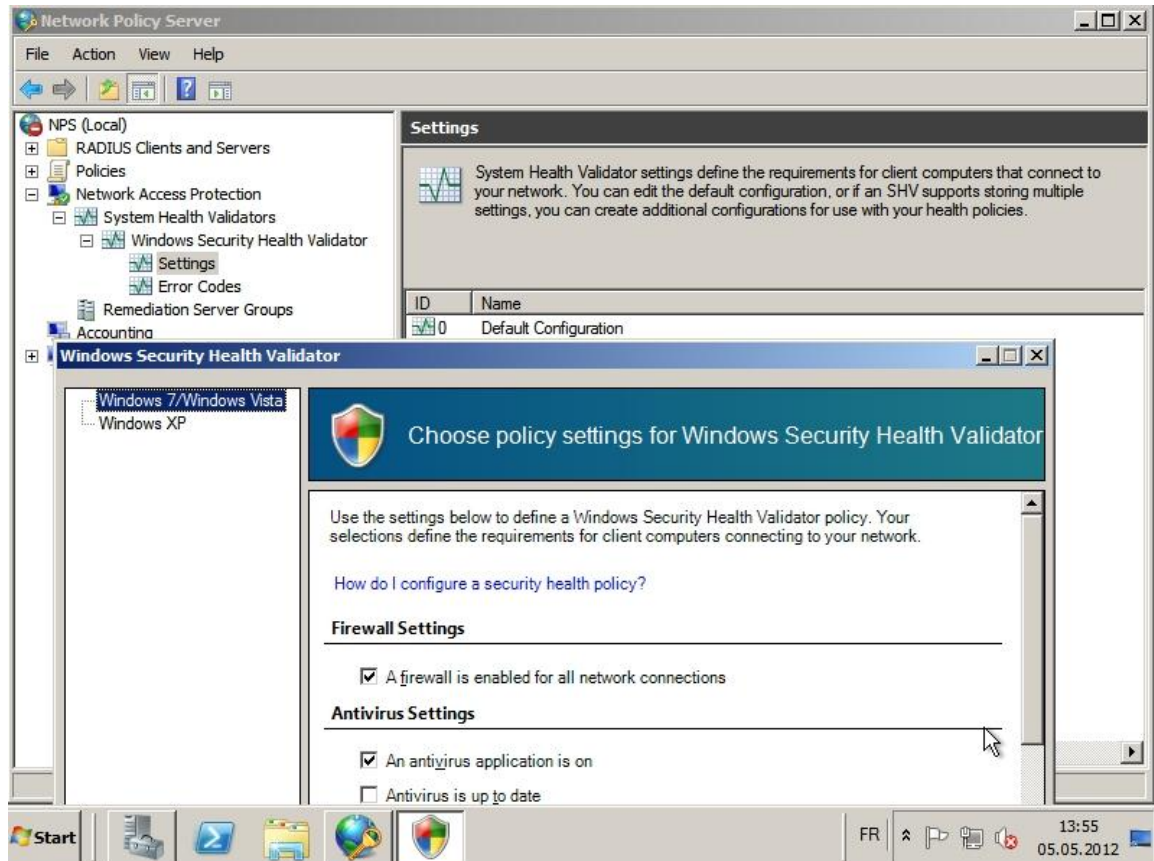 Network Policy Server
File Action View Help
NPS (Local)
RADIUS Clients and Servers
Policies
Network Access Protection
System Health Validators
Windows Security Health Validator
Settings
Error Codes
Remediation Server Groups
Accounting
Settings
System Health Validator settings define the requirements for client computers that connect to
your network. You can edit the default configuration, or if an SHV supports storing multiple
settings, you can create additional configurations for use with your health policies.
ID Name
0 Default Configuration
Windows Security Health Validator
Windows 7/Windows Vista
Windows XP
Choose policy settings for Windows Security Health Validator
Use the settings below to define a Windows Security Health Validator policy. Your
selections define the requirements for client computers connecting to your network.
How do I configure a security health policy?
Firewall Settings
A firewall is enabled for all network connections
Antivirus Settings
An antivirus application is on
Antivirus is up to date
Start
FR
13:55
05.05.2012